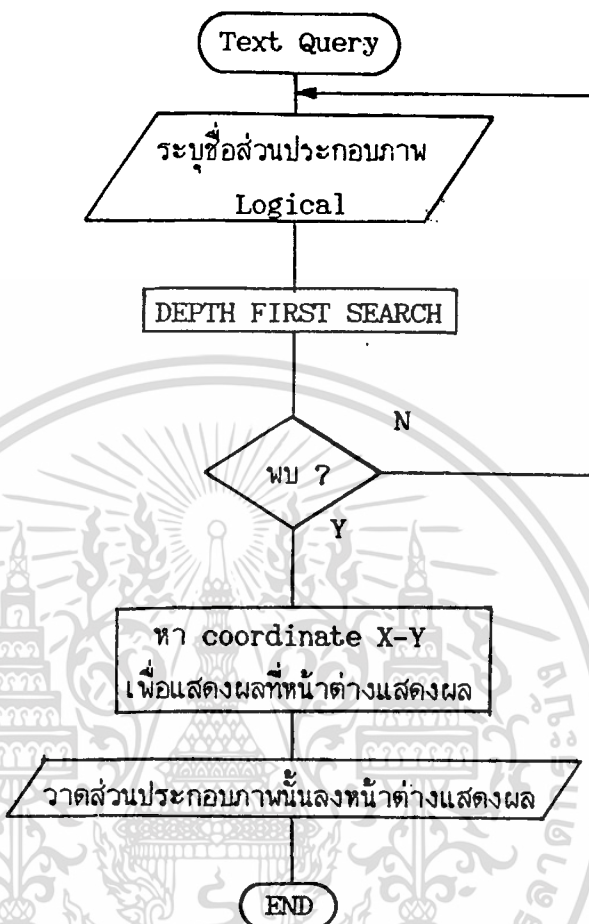 Text Query
ระบุชื่อส่วนประกอบภาพ
Logical
DEPTH FIRST SEARCH
N
พบ ?
Y
หา coordinate X-Y
เพื่อแสดงผลที่หน้าต่างแสดงผล
วาดส่วนประกอบภาพนั้นลงหน้าต่างแสดงผล
END